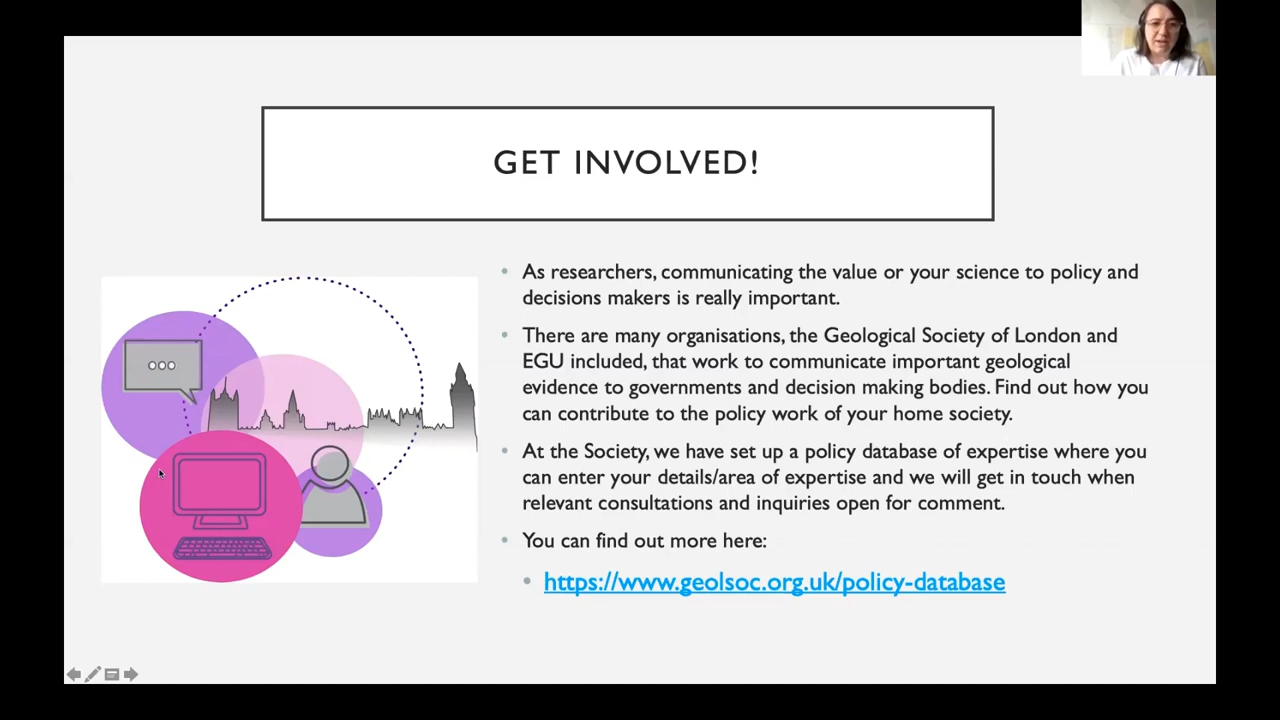 GET INVOLVED!
As researchers, communicating the value or your science to policy and
decisions makers is really important.
There are many organisations, the Geological Society of London and
EGU included, that work to communicate important geological
evidence to governments and decision making bodies. Find out how you
can contribute to the policy work of your home society.
At the Society, we have set up a policy database of expertise where you
can enter your details/area of expertise and we will get in touch when
relevant consultations and inquiries open for comment.
You can find out more here:
https://www.geolsoc.org.uk/policy-database